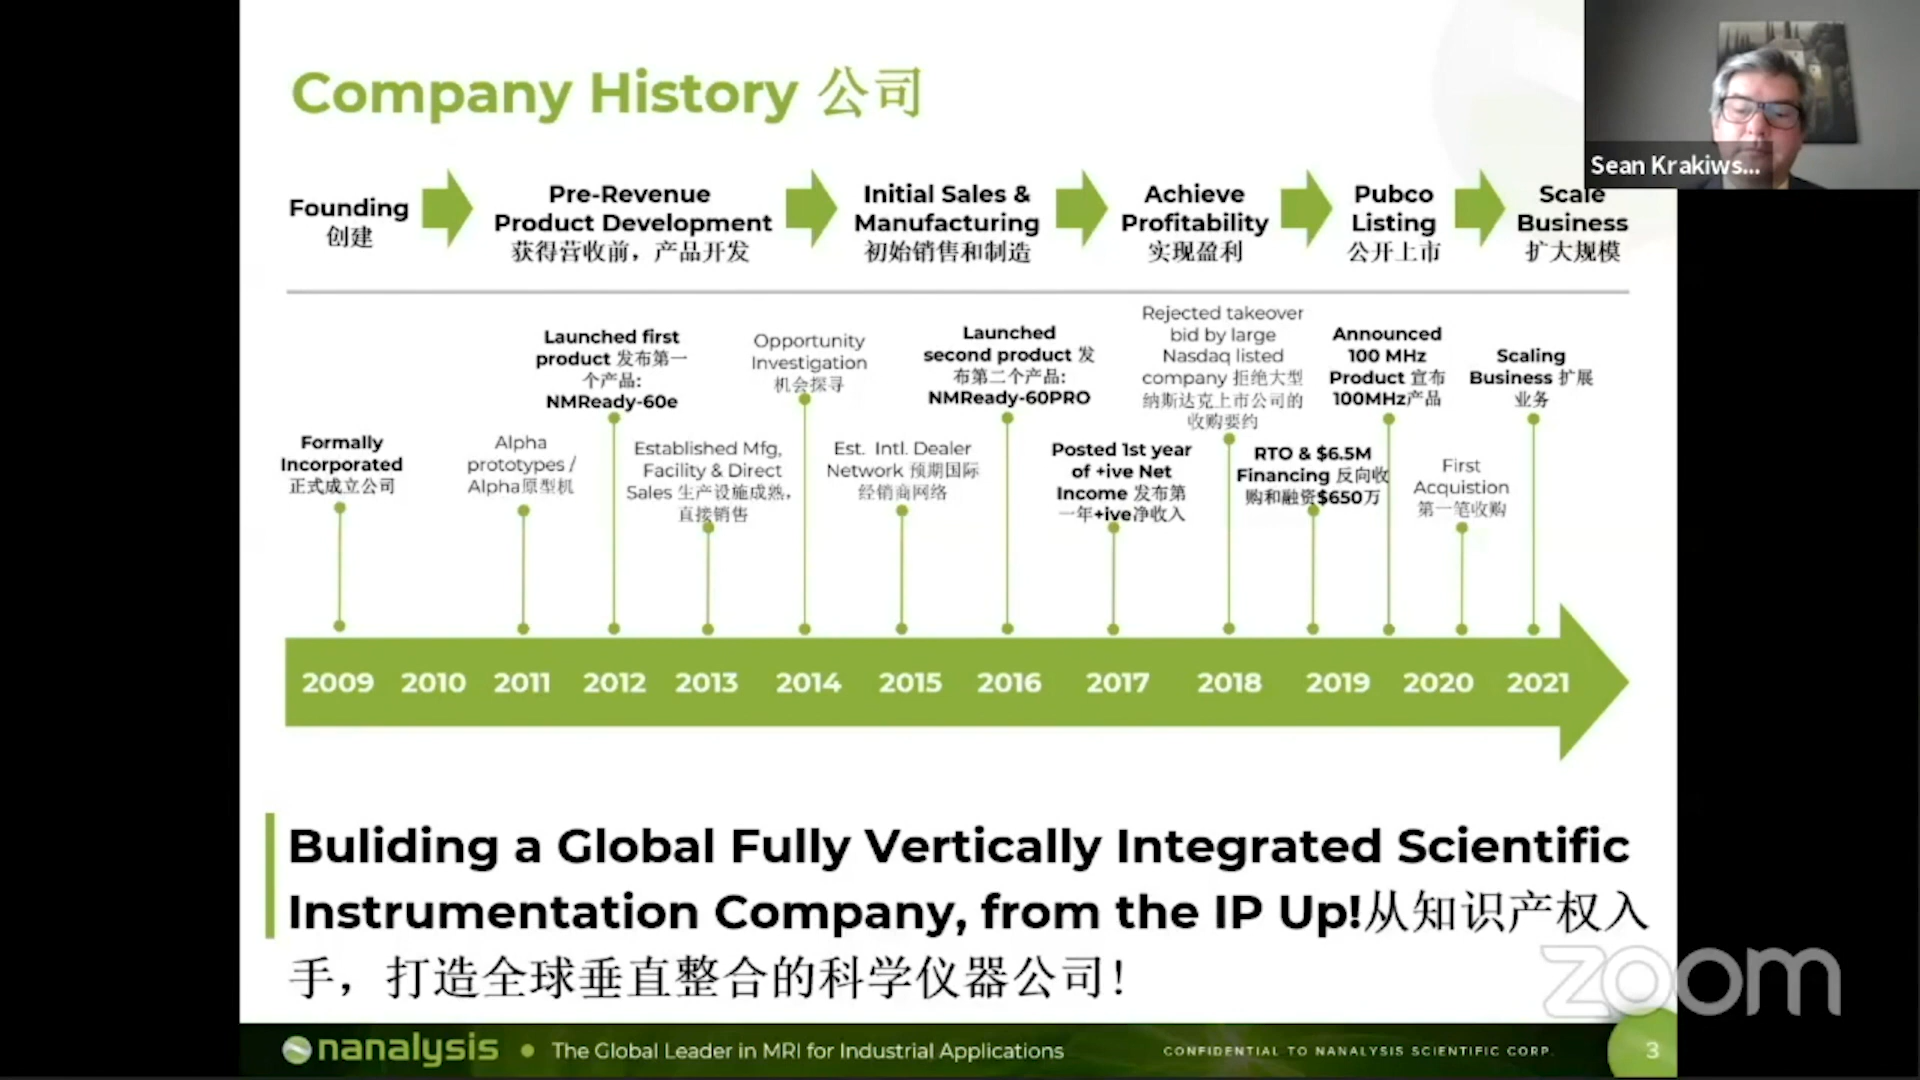 Company History 公司
Sean Krakiws...
Founding
创建
Pre-Revenue
Product Development
获得营收前，产品开发
Initial Sales &
Manufacturing
初始销售和制造
Achieve
Profitability
实现盈利
Pubco
Listing
公开上市
Scale
Business
扩大规模
Formally
Incorporated
正式成立公司
Alpha
prototypes /
Alpha原型机
Launched first
product 发布第一
个产品:
NMReady-60e
Established Mfg,
Facility & Direct
Sales 生产设施成熟，
直接销售
Opportunity
Investigation
机会探寻
Est. Intl. Dealer
Network 预期国际
经销商网络
Launched
second product 发
布第二个产品:
NMReady-60PRO
Posted 1st year
of +ive Net
Income 发布第
一年+ive净收入
Rejected takeover
bid by large
Nasdaq listed
company 拒绝大型
纳斯达克上市公司的
收购要约
RTO & $6.5M
Financing 反向收
购和融资$650万
Announced
100 MHz
Product 宣布
100MHz产品
First
Acquistion
第一笔收购
Scaling
Business 扩展
业务
2009 2010 2011 2012 2013 2014 2015 2016 2017 2018 2019 2020 2021
Buliding a Global Fully Vertically Integrated Scientific
Instrumentation Company, from the IP Up!从知识产权入
手，打造全球垂直整合的科学仪器公司！
zoom
nanalysis • The Global Leader in MRI for Industrial Applications
CONFIDENTIAL TO NANALYSIS SCIENTIFIC CORP.
3